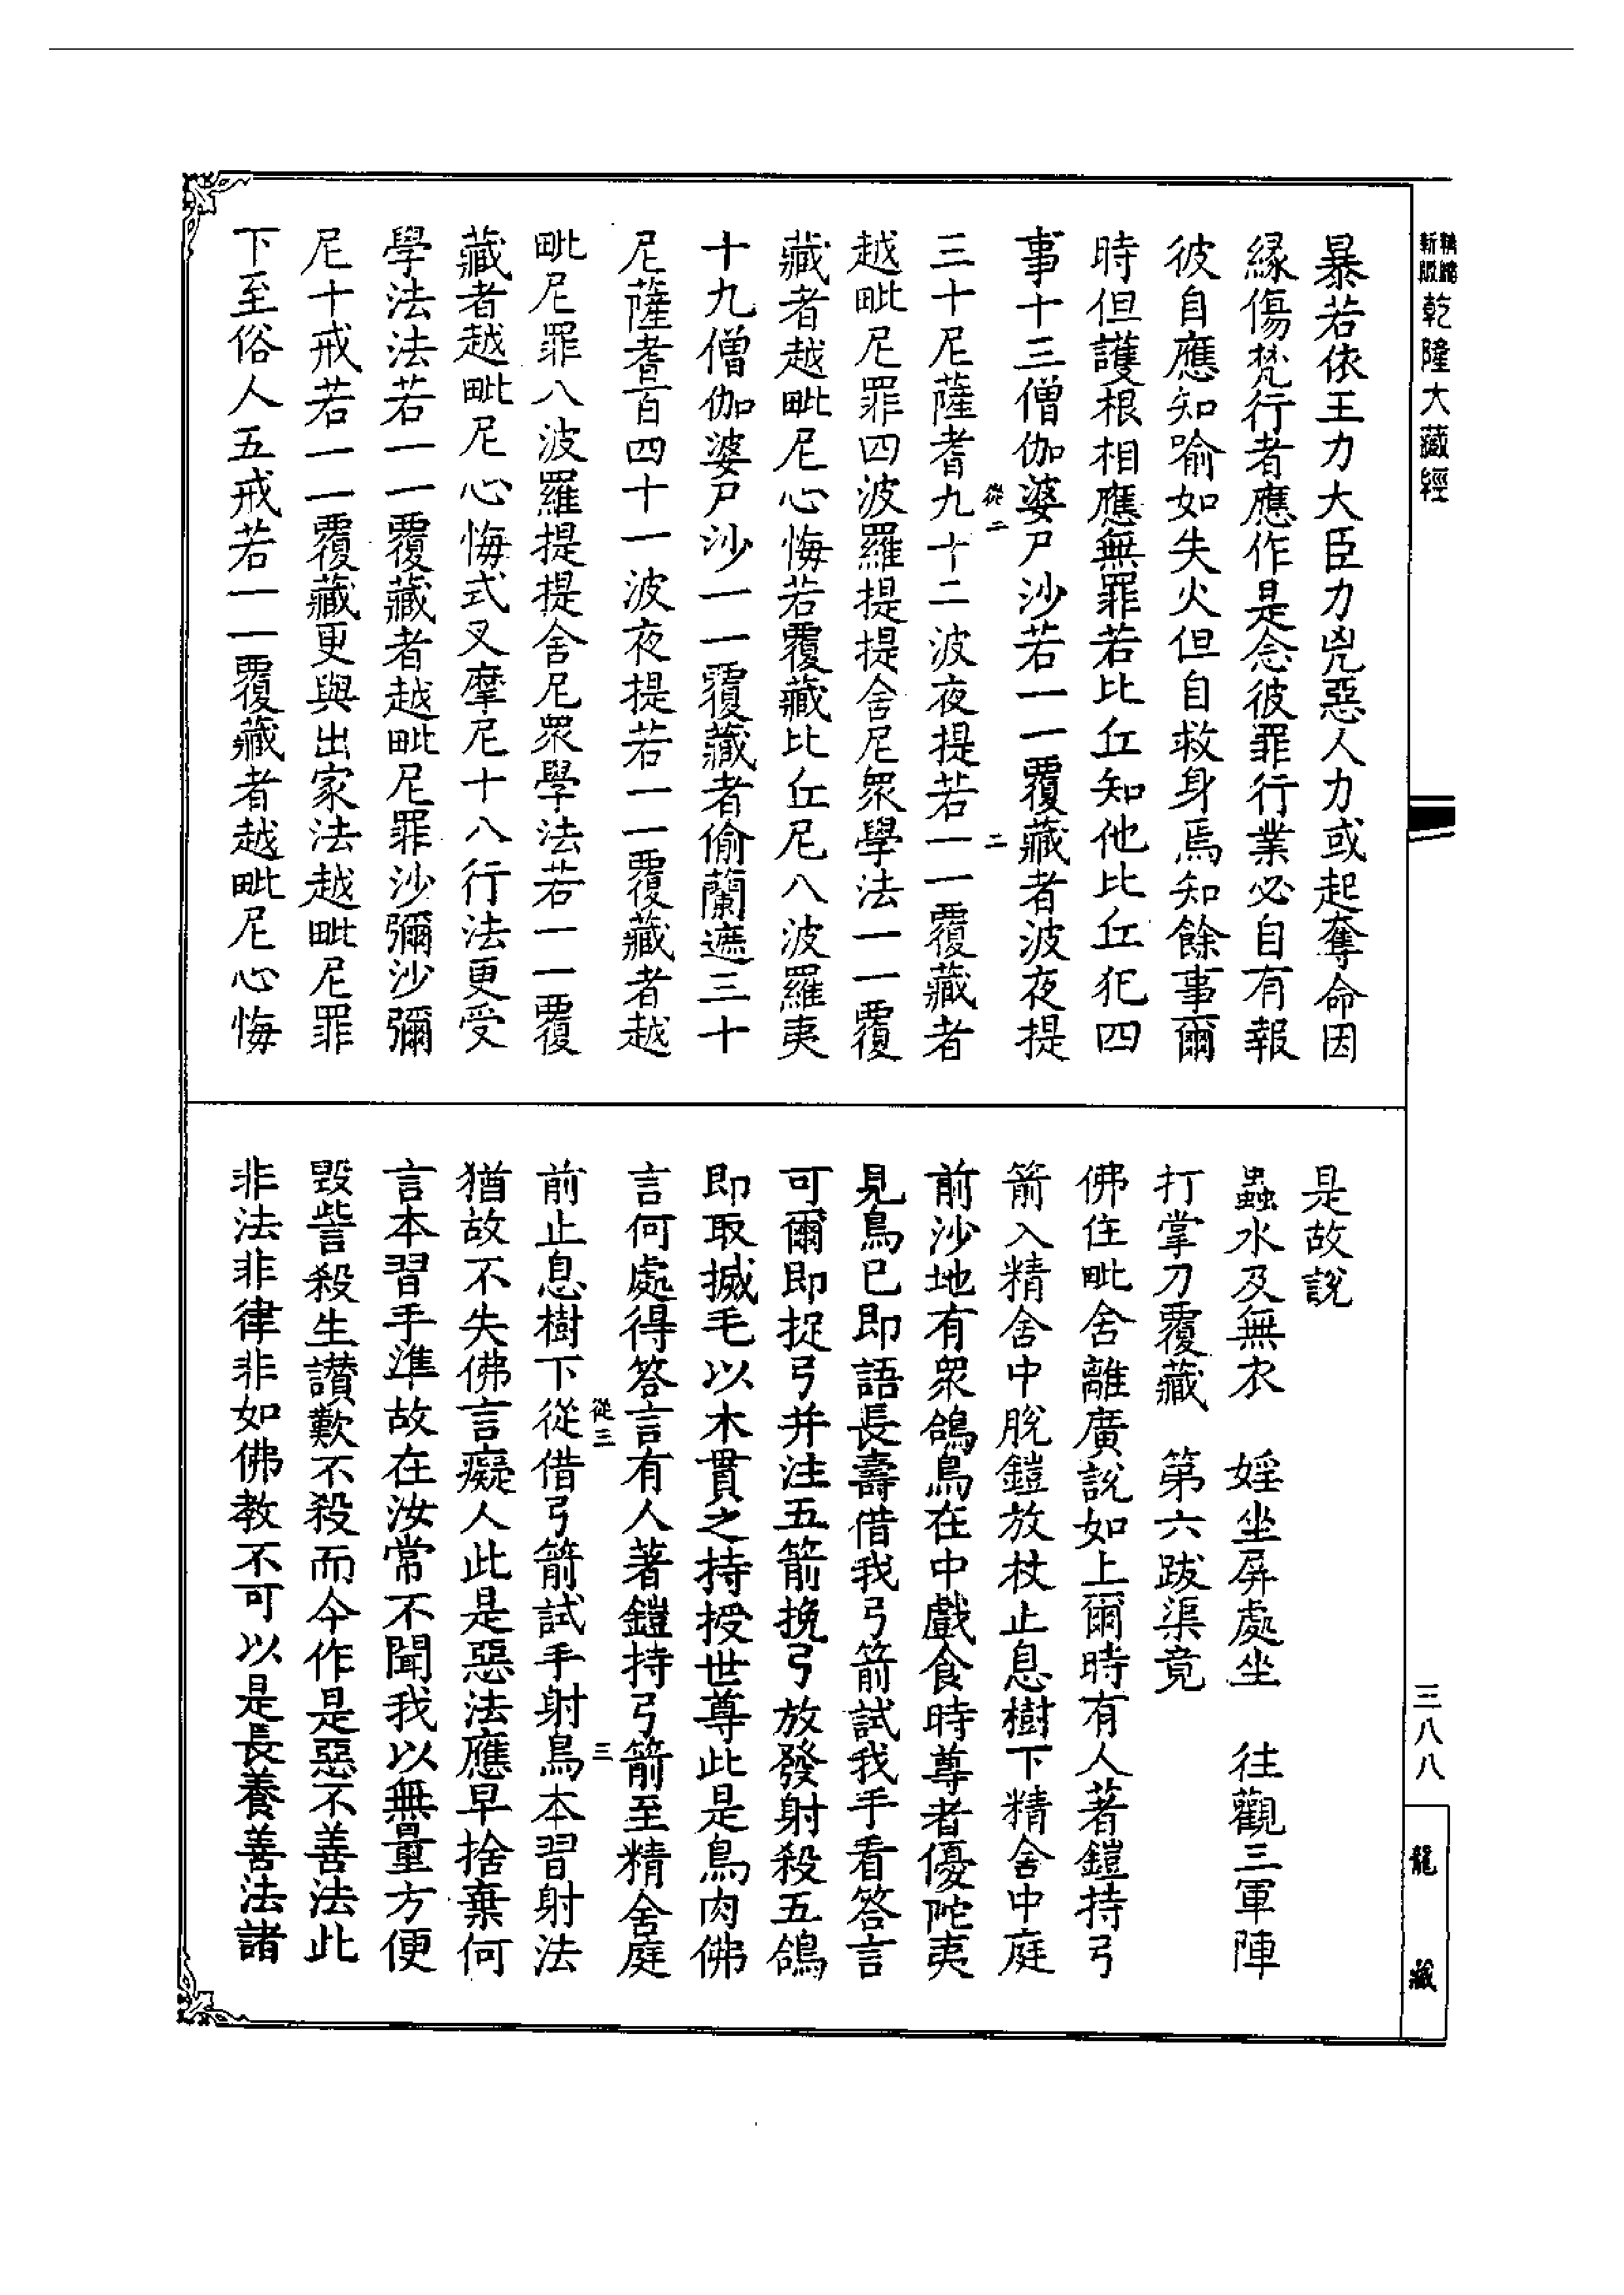 乾隆大藏經
暴若依王力大臣力兇惡人力或起奪命因
緣傷梵行者應作是念彼罪行業必自有報
彼自應知喻如失火但自救身焉知餘事爾
時但護根相應無罪若比丘知他比丘犯四
事十三僧伽婆尸沙若一一覆藏者波夜提
從二
二
三十尼薩耆九十二波夜提若一一覆藏者
越毗尼罪四波羅提提舍尼眾學法一一覆
藏者越毗尼心悔若覆藏比丘尼八波羅夷
十九僧伽婆尸沙一一覆藏者偷蘭遮三十
尼薩耆百四十一波夜提若一一覆藏者越
毗尼罪八波羅提提舍尼眾學法若一一覆
藏者越毗尼心悔式叉摩尼十八行法更受
學法法若一一覆藏者越毗尼罪沙彌沙彌
尼十戒若一一覆藏更與出家法越毗尼罪
下至俗人五戒若一一覆藏者越毗尼心悔
是故說
蟲水及無衣　婬坐屏處坐　往觀三軍陣
打掌刀覆藏　第六跋渠竟
佛住毗舍離廣說如上爾時有人著鎧持弓
箭入精舍中脫鎧放杖止息樹下精舍中庭
前沙地有眾鴿鳥在中戲食時尊者優陀夷
見鳥已即語長壽借我弓箭試我手看答言
可爾即捉弓并注五箭挽弓放發射殺五鴿
即取搣毛以木貫之持授世尊此是鳥肉佛
言何處得答言有人著鎧持弓箭至精舍庭
從三
三
前止息樹下從借弓箭試手射鳥本習射法
猶故不失佛言癡人此是惡法應早捨棄何
言本習手準故在汝常不聞我以無量方便
毀呰殺生讚歎不殺而今作是惡不善法此
非法非律非如佛教不可以是長養善法諸
三八八
龍藏